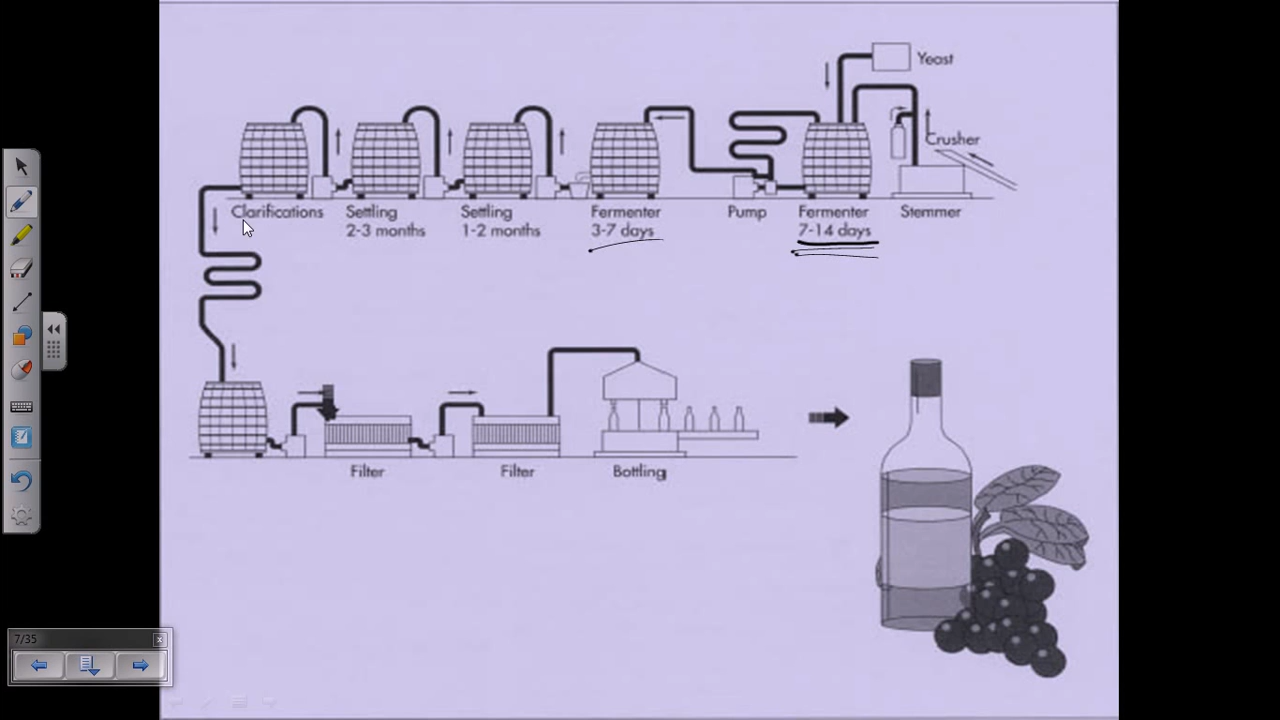 Yeast
Crusher
Clarifications
Settling
2-3 months
Settling
1-2 months
Fermenter
3-7 days
Pump
Fermenter
7-14 days
Stemmer
Filter
Filter
Bottling
7/35
x